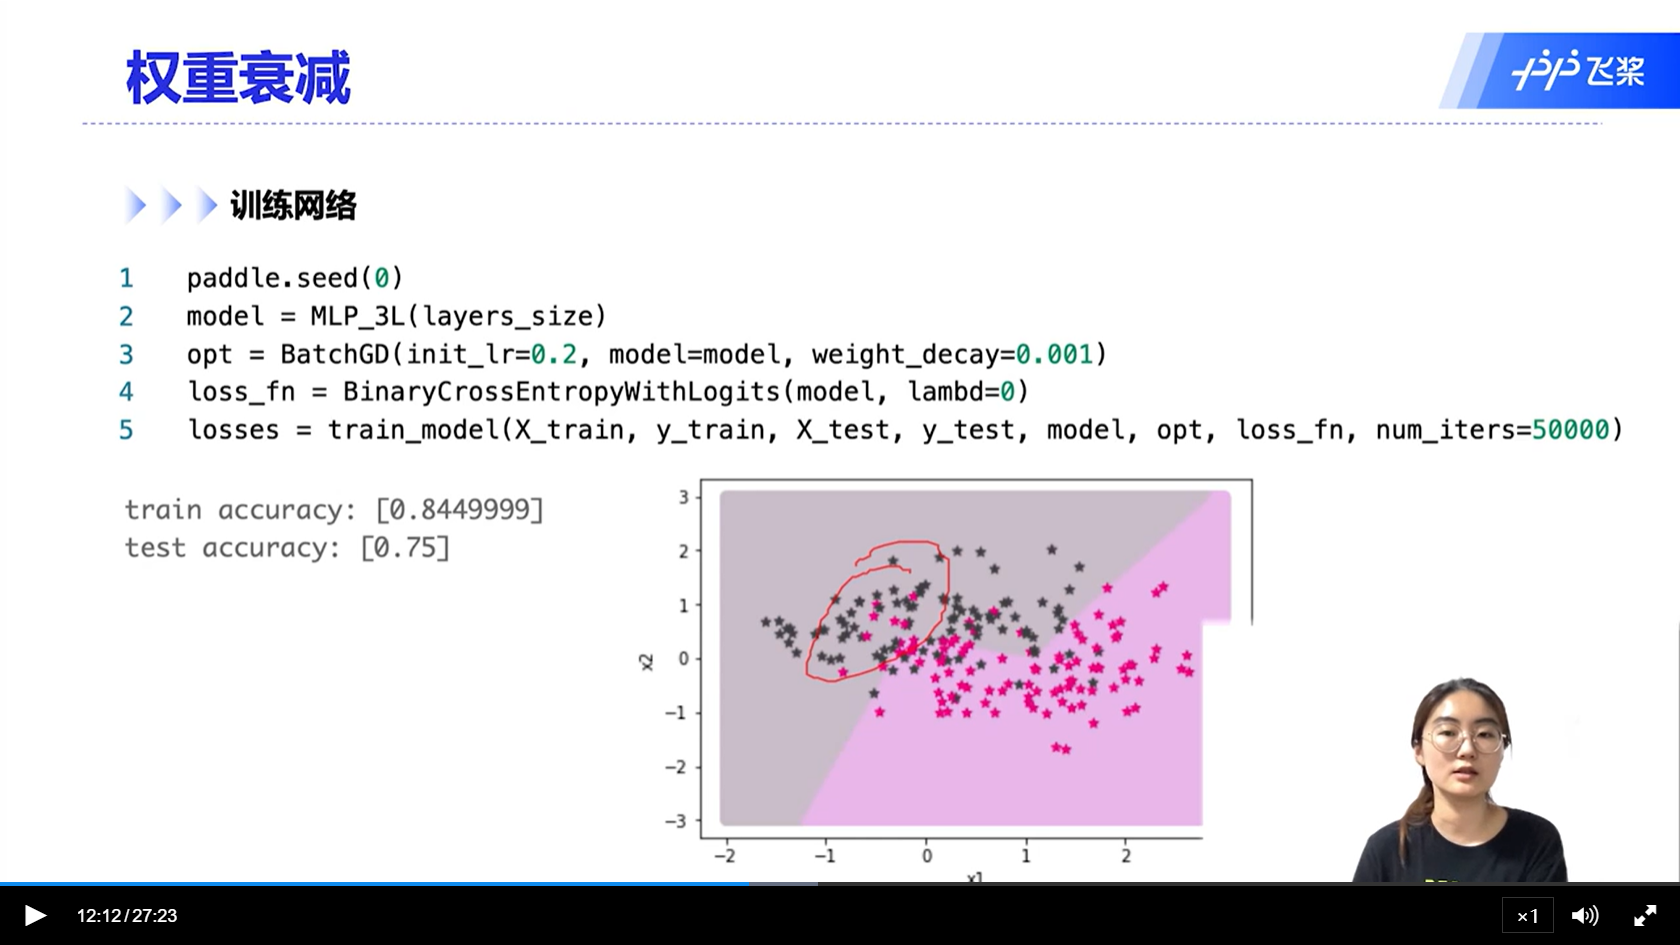 权重衰减
飞桨
训练网络
1 paddle.seed(0)
2 model = MLP_3L(layers_size)
3 opt = BatchGD(init_lr=0.2, model=model, weight_decay=0.001)
4 loss_fn = BinaryCrossEntropyWithLogits(model, lambd=0)
5 losses = train_model(X_train, y_train, X_test, y_test, model, opt, loss_fn, num_iters=50000)
train accuracy: [0.8449999]
test accuracy: [0.75]
3
2
1
0
−1
−2
−3
x2
−2 −1 0 1 2
x1
12:12/27:23
×1